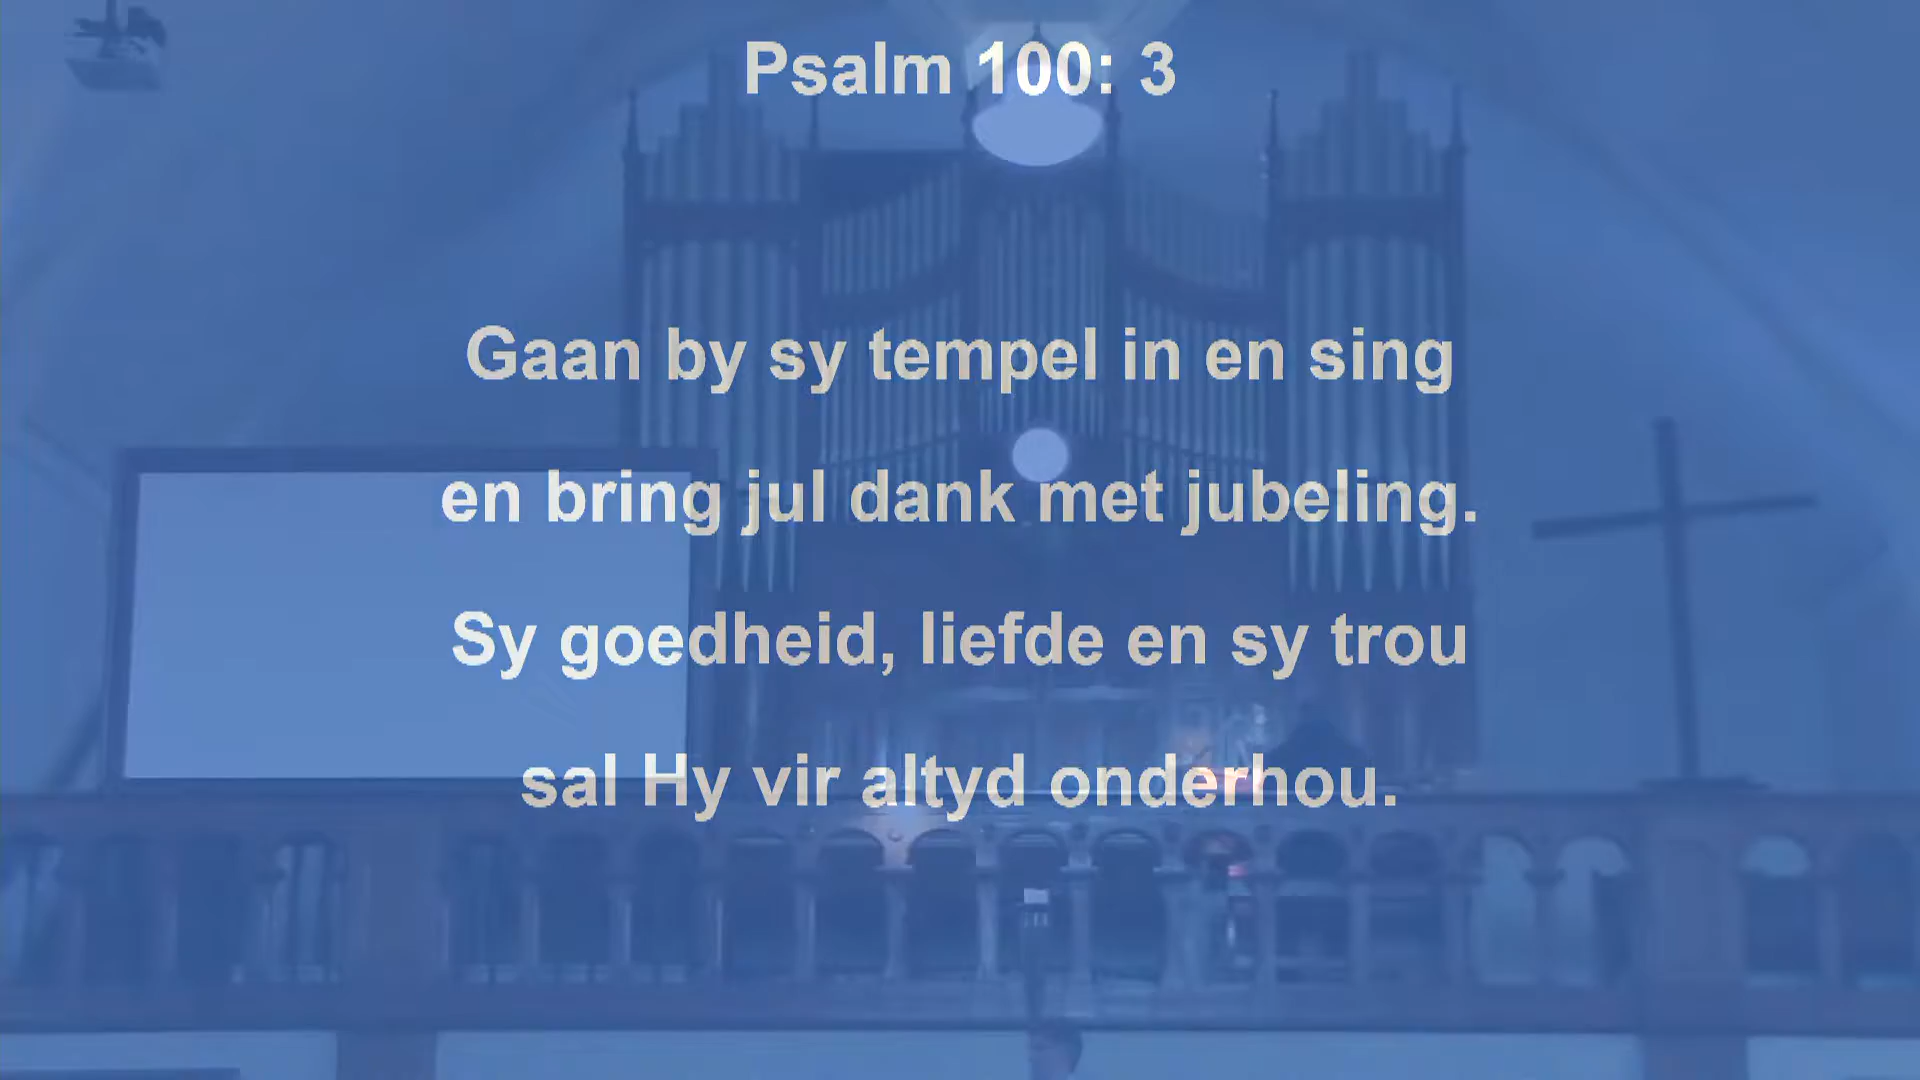 Psalm 100: 3
Gaan by sy tempel in en sing
en bring jul dank met jubeling.
Sy goedheid, liefde en sy trou
sal Hy vir altyd onderhou.